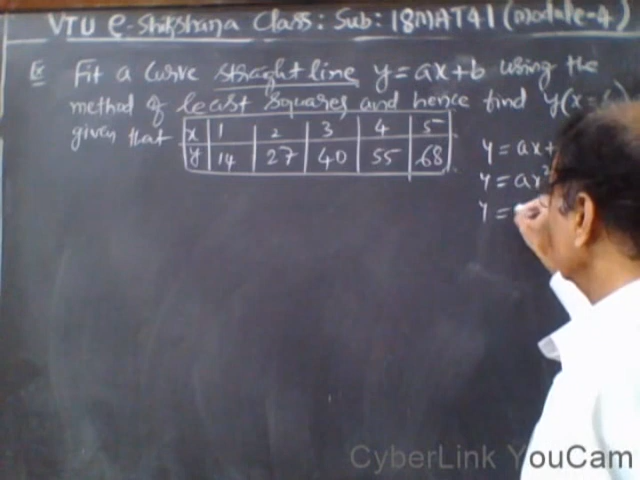 VTU e-Shikshana Class: Sub: 18MAT41 (module-4)
Ex Fit a Curve straight line y = ax+b using the
method of least squares and hence find y(x=6)
given that
x 1 2 3 4 5
y 14 27 40 55 68
y = ax+
y = ax²
y =
CyberLink YouCam